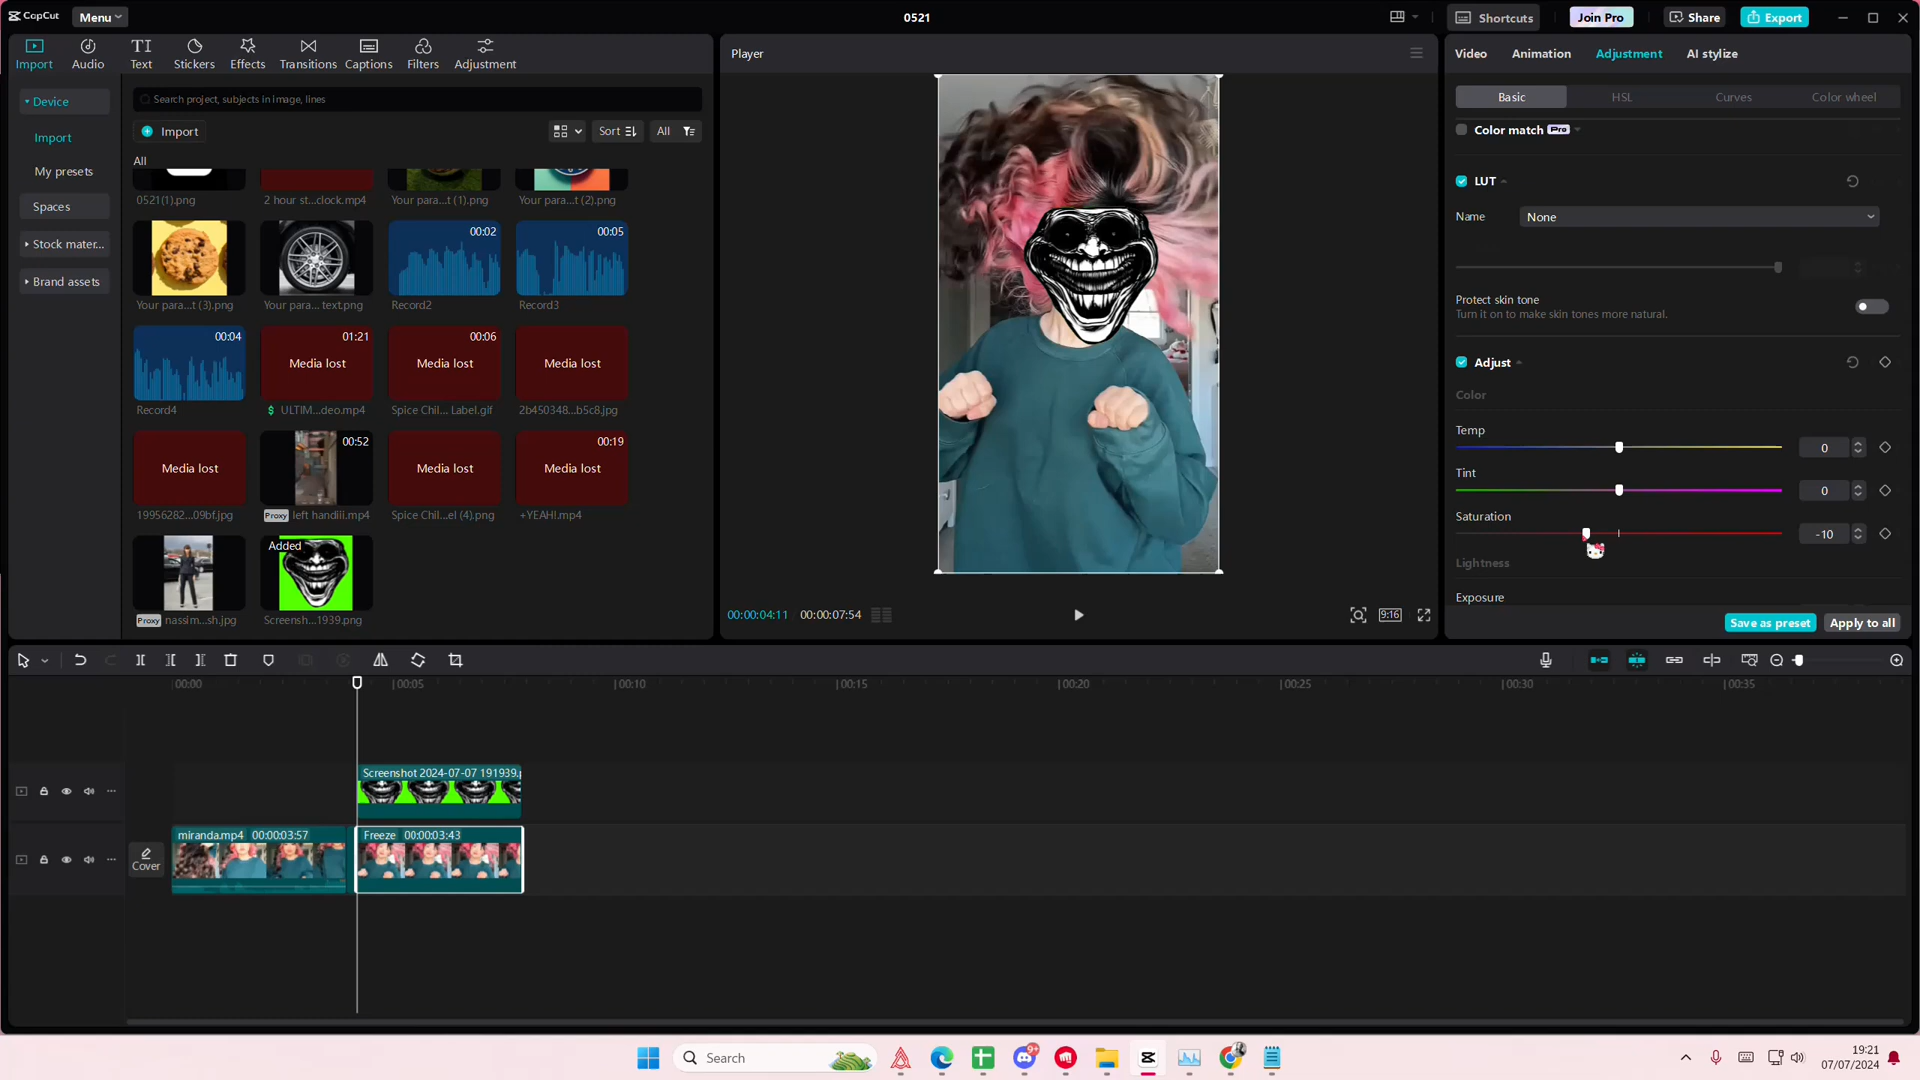 CapCut
Menu
0521
Shortcuts
Join Pro
Share
Export
Import
Audio
Text
Stickers
Effects
Transitions
Captions
Filters
Adjustment
Device
Import
My presets
Spaces
Stock mater...
Brand assets
Search project, subjects in image, lines
Import
Sort
All
All
0521(1).png
2 hour st...clock.mp4
Your para...t (1).png
Your para...t (2).png
00:02
00:05
Your para...t (3).png
Your para... text.png
Record2
Record3
00:04
01:21
Media lost
00:06
Media lost
Media lost
Record4
ULTIM...deo.mp4
Spice Chil... Label.gif
2b450348...b5c8.jpg
Media lost
00:52
Media lost
00:19
Media lost
19956282...09bf.jpg
Proxy
left handiii.mp4
Spice Chil...el (4).png
+YEAH!.mp4
Added
Proxy
nassim...sh.jpg
Screensh...1939.png
Player
00:00:04:11
00:00:07:54
9:16
Video
Animation
Adjustment
AI stylize
Basic
HSL
Curves
Color wheel
Color match Pro
LUT
Name
None
Protect skin tone
Turn it on to make skin tones more natural.
Adjust
Color
Temp
0
Tint
0
Saturation
-10
Lightness
Exposure
Save as preset
Apply to all
00:00
00:05
00:10
00:15
00:20
00:25
00:30
00:35
Screenshot 2024-07-07 191939.p
Cover
miranda.mp4 00:00:03:57
Freeze 00:00:03:43
Search
9+
19:21
07/07/2024